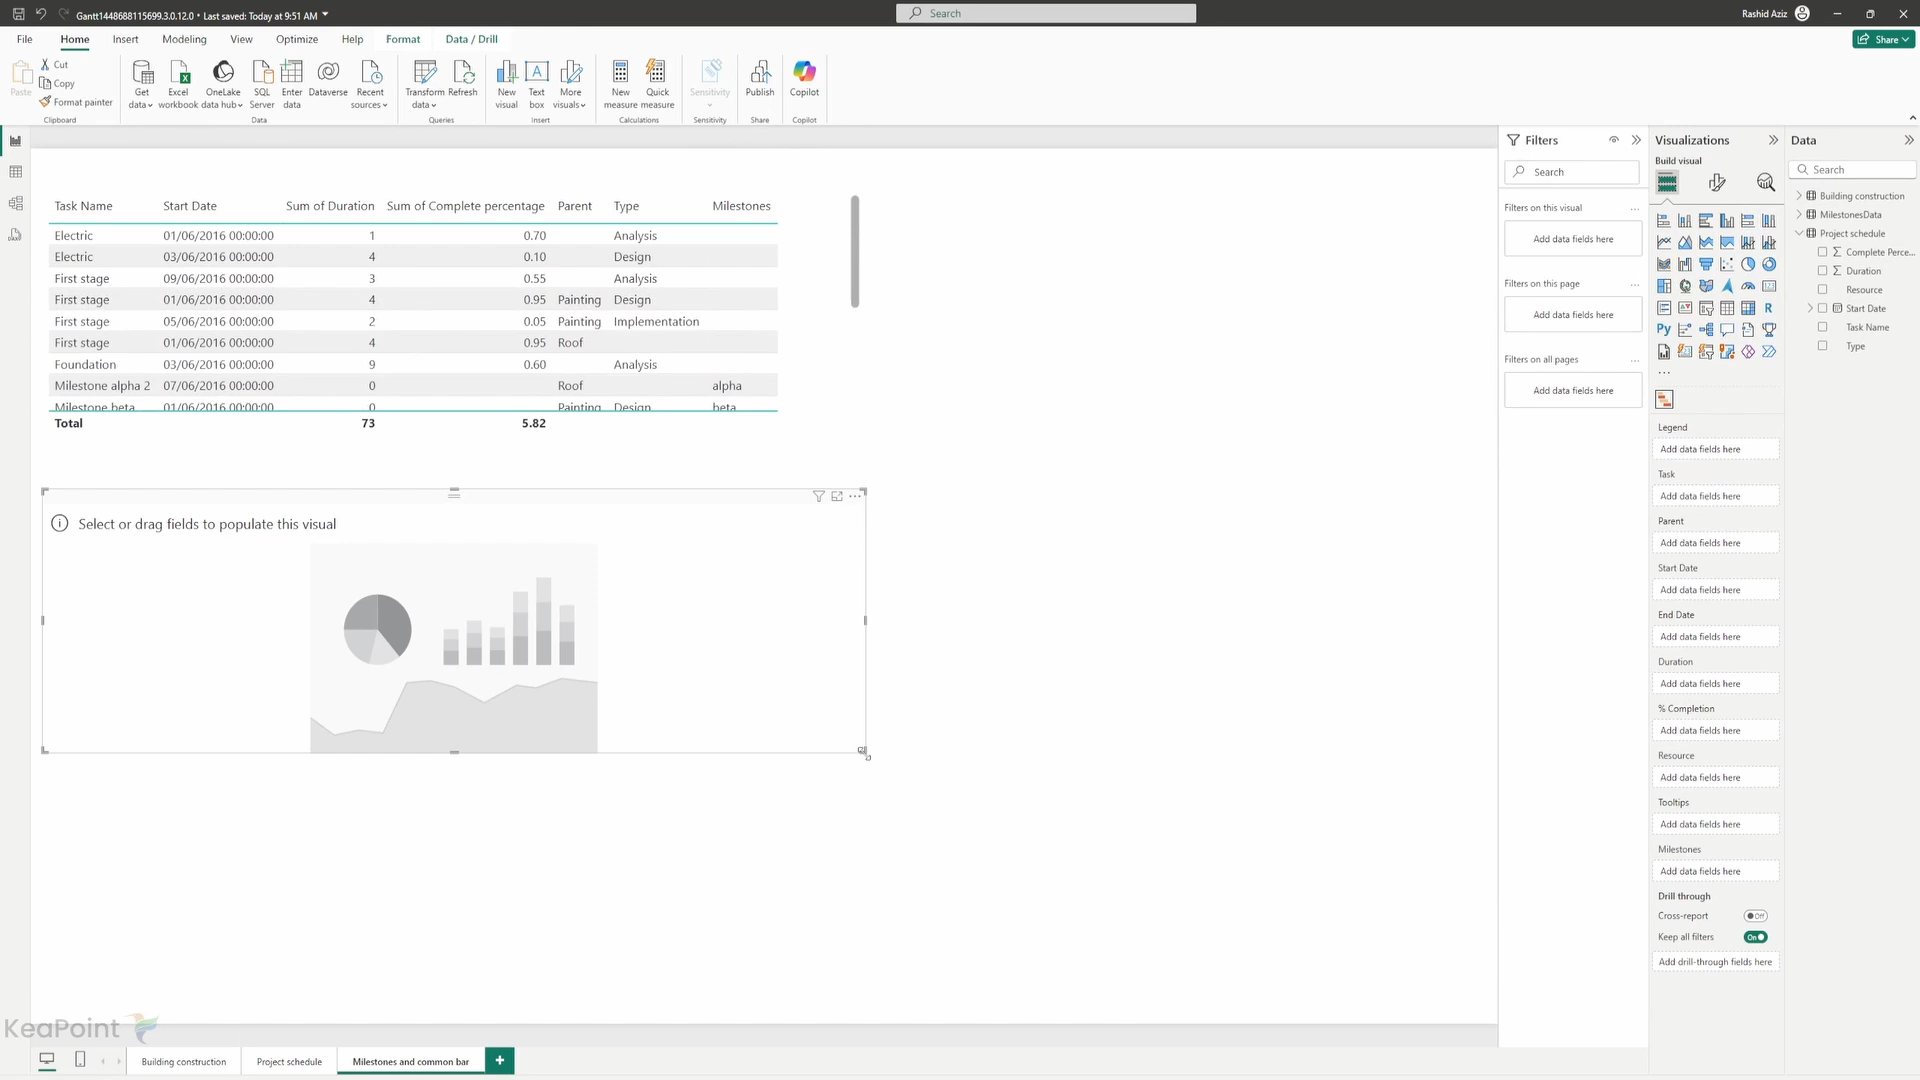 Gantt1448688115699.3.0.12.0 • Last saved: Today at 9:51 AM
Search
Rashid Aziz
File Home Insert Modeling View Optimize Help Format Data / Drill
Share
Paste
Cut
Copy
Format painter
Clipboard
Get data
Excel workbook
OneLake data hub
SQL Server
Enter data
Dataverse
Recent sources
Data
Transform data
Refresh
Queries
New visual
Text box
More visuals
Insert
New measure
Quick measure
Calculations
Sensitivity
Sensitivity
Publish
Share
Copilot
Copilot
Task Name Start Date Sum of Duration Sum of Complete percentage Parent Type Milestones
Electric 01/06/2016 00:00:00 1 0.70 Analysis
Electric 03/06/2016 00:00:00 4 0.10 Design
First stage 09/06/2016 00:00:00 3 0.55 Analysis
First stage 01/06/2016 00:00:00 4 0.95 Painting Design
First stage 05/06/2016 00:00:00 2 0.05 Painting Implementation
First stage 01/06/2016 00:00:00 4 0.95 Roof
Foundation 03/06/2016 00:00:00 9 0.60 Analysis
Milestone alpha 2 07/06/2016 00:00:00 0 Roof alpha
Milestone beta 01/06/2016 00:00:00 0 Painting Design beta
Total 73 5.82
Select or drag fields to populate this visual
Filters
Search
Filters on this visual
Add data fields here
Filters on this page
Add data fields here
Filters on all pages
Add data fields here
Visualizations
Build visual
R
Py
Legend
Add data fields here
Task
Add data fields here
Parent
Add data fields here
Start Date
Add data fields here
End Date
Add data fields here
Duration
Add data fields here
% Completion
Add data fields here
Resource
Add data fields here
Tooltips
Add data fields here
Milestones
Add data fields here
Drill through
Cross-report Off
Keep all filters On
Add drill-through fields here
Data
Search
Building construction
MilestonesData
Project schedule
Complete Perce...
Duration
Resource
Start Date
Task Name
Type
KeaPoint
Building construction Project schedule Milestones and common bar